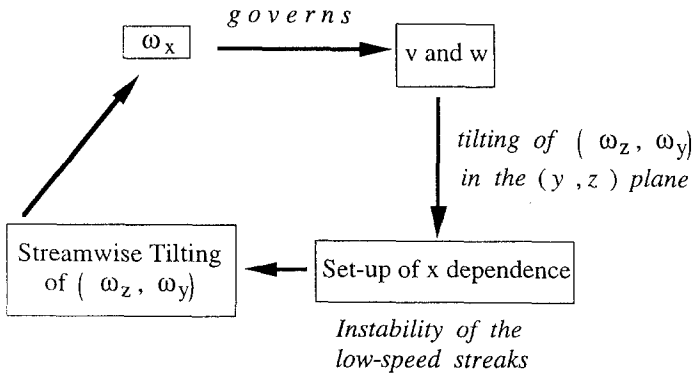 governs
ωx
v and w
tilting of ( ωz , ωy)
in the (y ,z ) plane
Streamwise Tilting
of ( ωz , ωy)
Set-up of x dependence
Instability of the
low-speed streaks